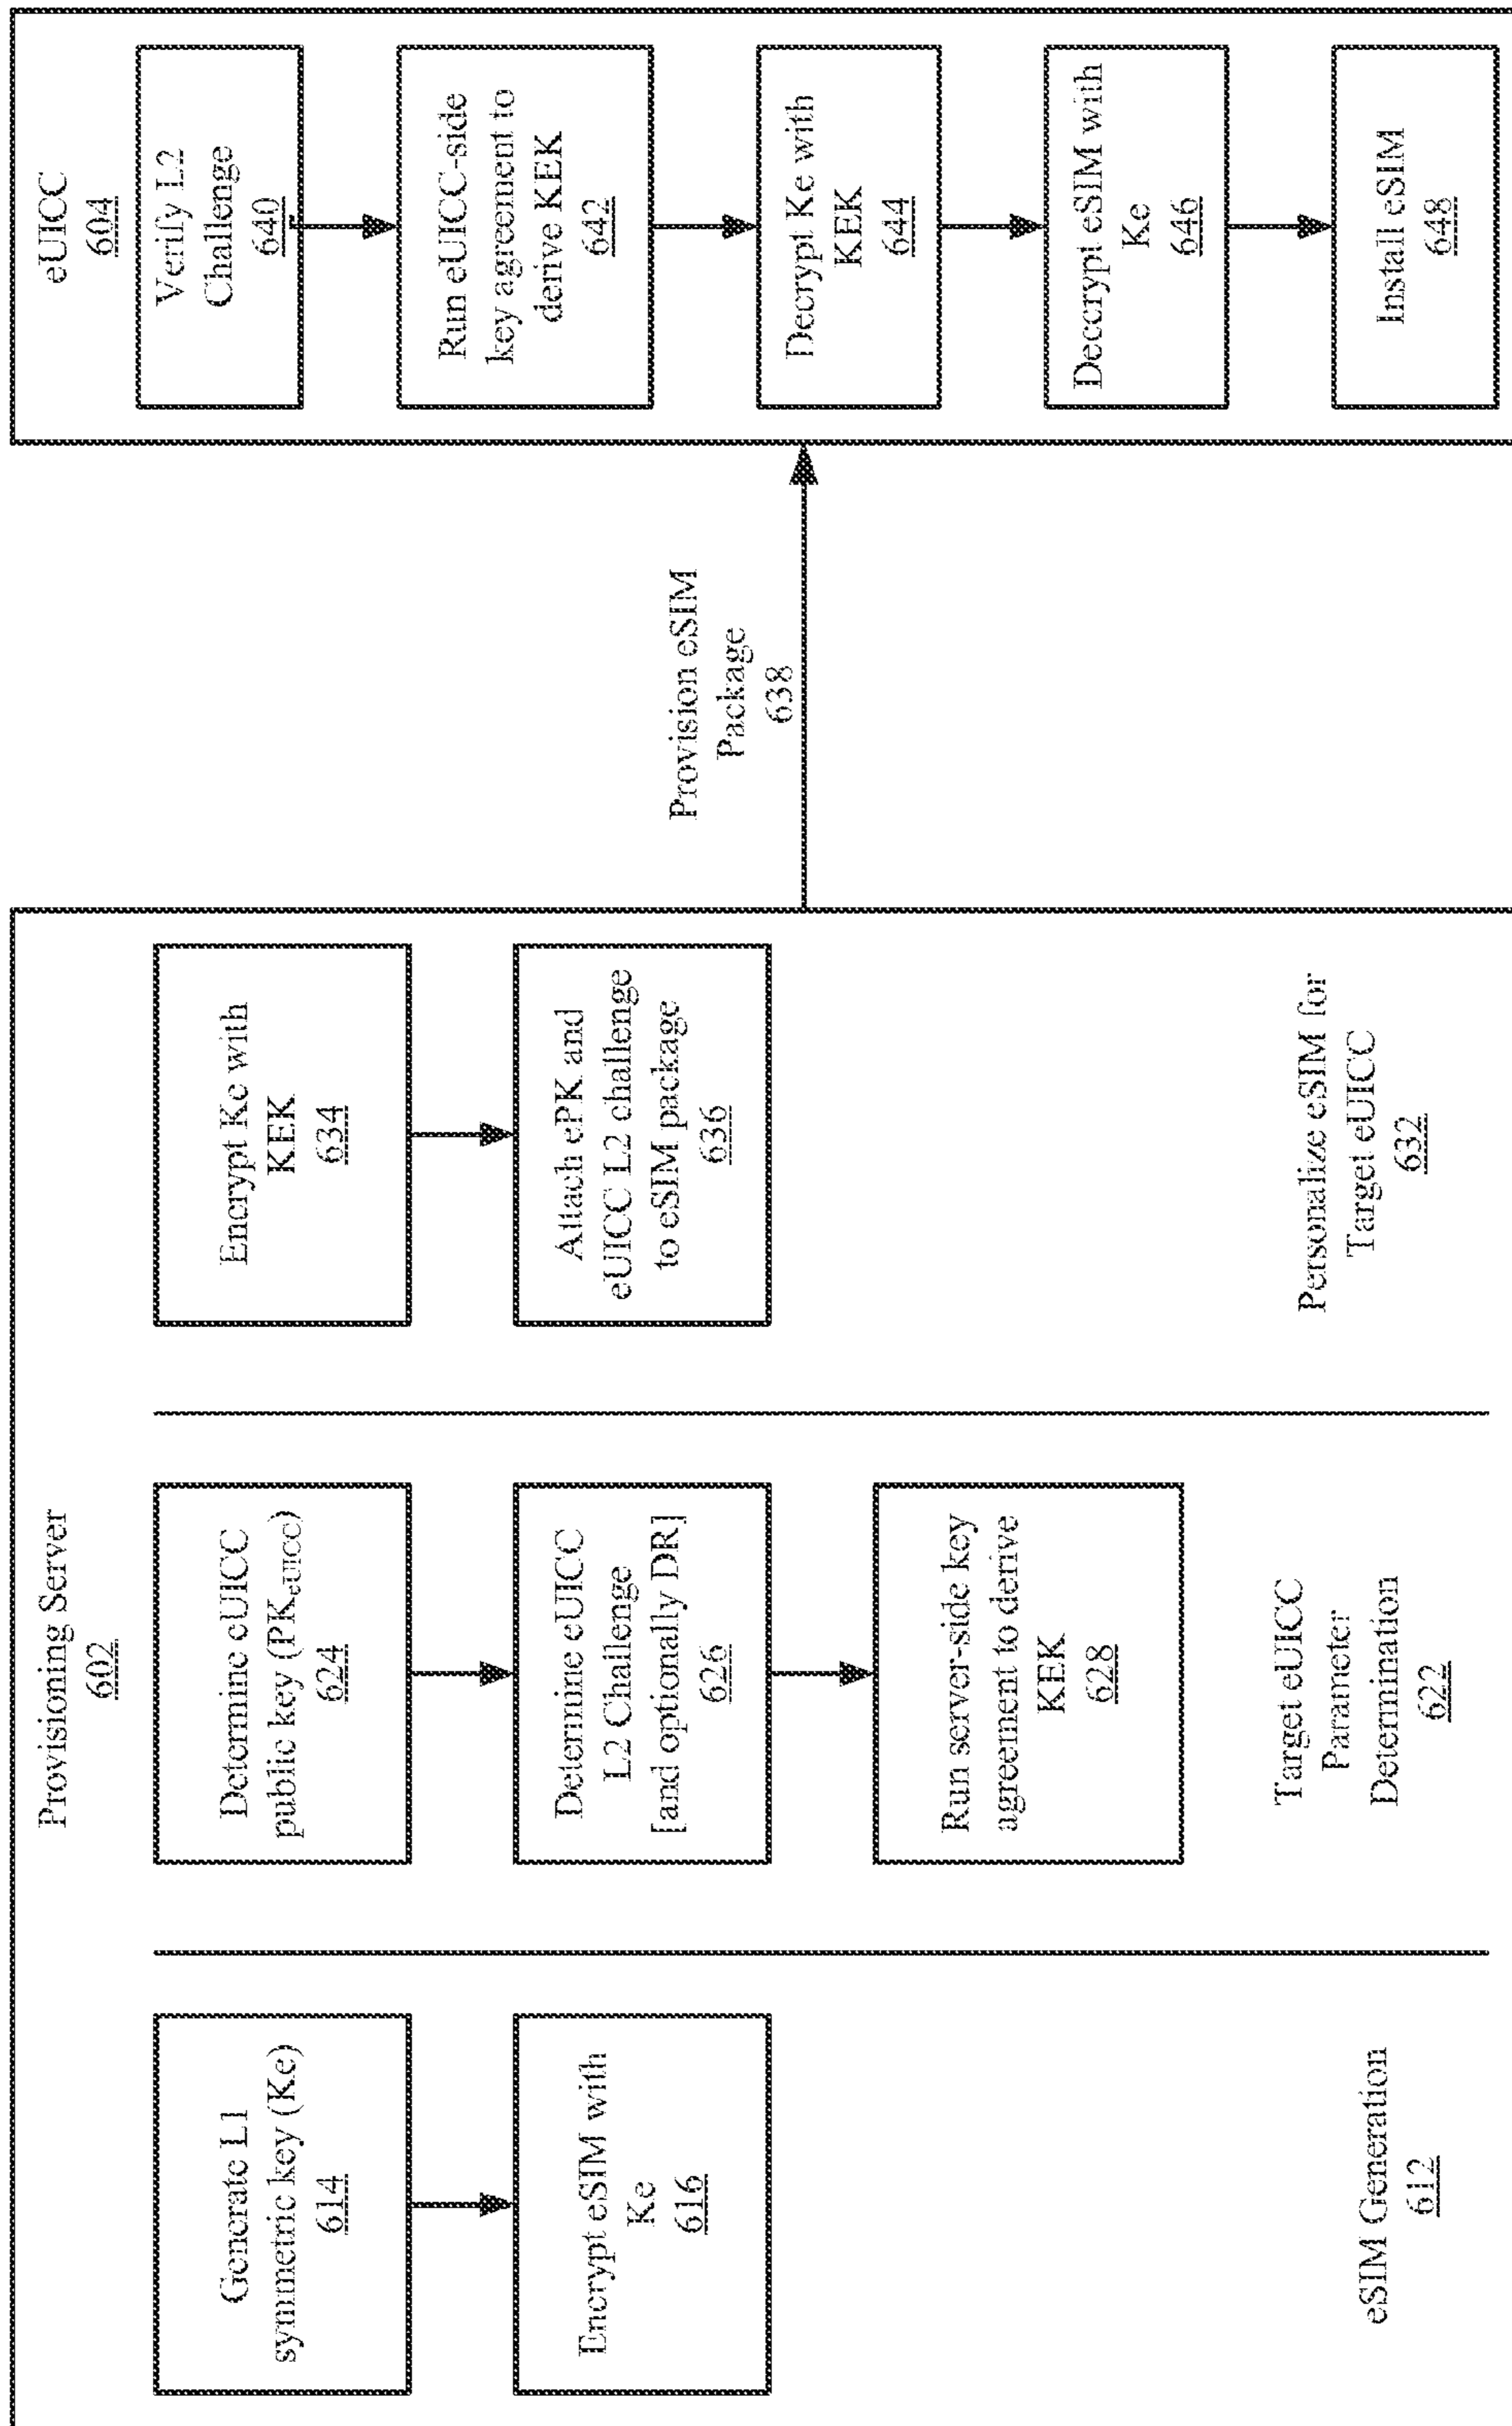 Provisioning Server
602
Generate L1
symmetric key (Ke)
614
Encrypt eSIM with
Ke
616
eSIM Generation
612
Determine eUICC
public key (PKeUICC)
624
Determine eUICC
L2 Challenge
[and optionally DR]
626
Run server-side key
agreement to derive
KEK
628
Target eUICC
Parameter
Determination
622
Encrypt Ke with
KEK
634
Attach ePK and
eUICC L2 challenge
to eSIM package
636
Personalize eSIM for
Target eUICC
632
Provision eSIM
Package
638
eUICC
604
Verify L2
Challenge
640
Run eUICC-side
key agreement to
derive KEK
642
Decrypt Ke with
KEK
644
Deccrypt eSIM with
Ke
646
Install eSIM
648